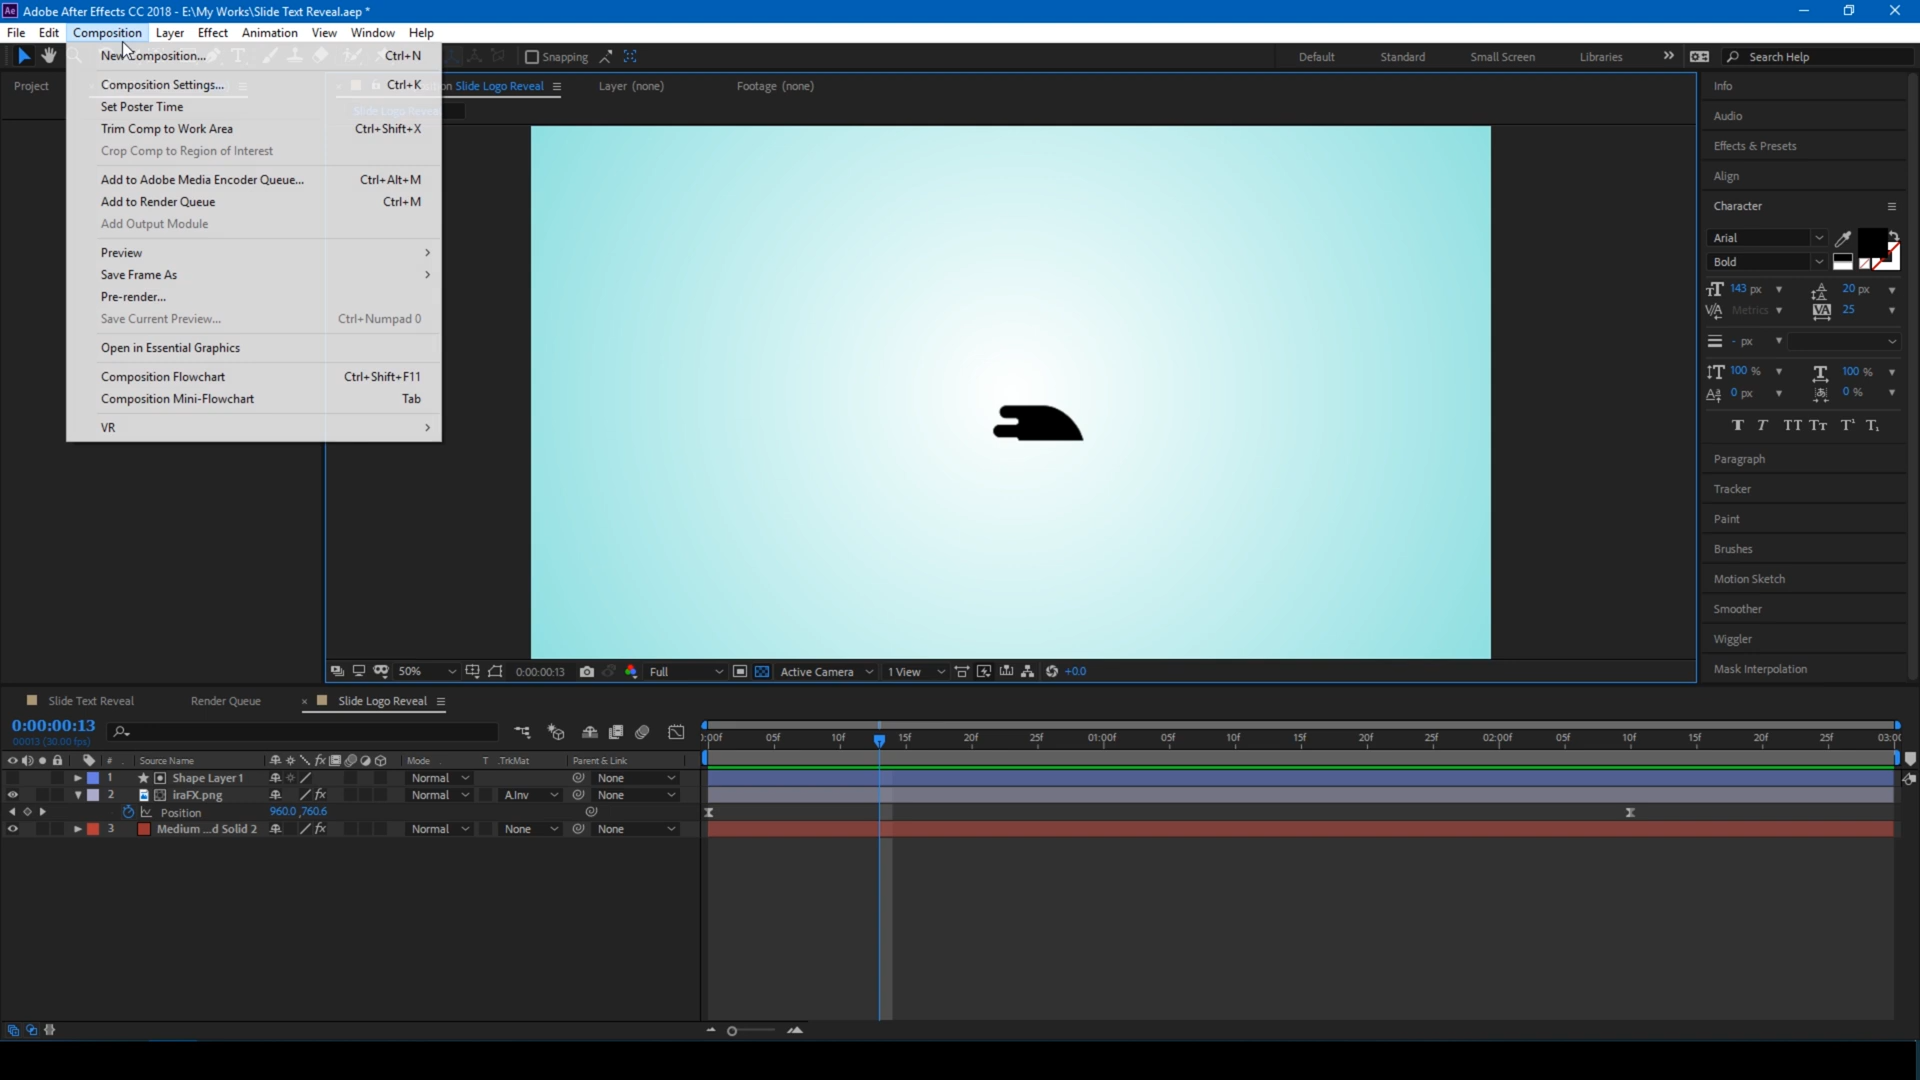 Adobe After Effects CC 2018 - E:\My Works\Slide Text Reveal.aep *
File Edit Composition Layer Effect Animation View Window Help
Snapping Default Standard Small Screen Libraries Search Help
New Composition... Ctrl+N
Composition Settings... Ctrl+K
Set Poster Time
Trim Comp to Work Area Ctrl+Shift+X
Crop Comp to Region of Interest
Add to Adobe Media Encoder Queue... Ctrl+Alt+M
Add to Render Queue Ctrl+M
Add Output Module
Preview
Save Frame As
Pre-render...
Save Current Preview... Ctrl+Numpad 0
Open in Essential Graphics
Composition Flowchart Ctrl+Shift+F11
Composition Mini-Flowchart Tab
VR
Project
Slide Logo Reveal Layer (none) Footage (none)
Info
Audio
Effects & Presets
Align
Character
Arial
Bold
143 px 20 px
Metrics 25
- px
100 % 100 %
0 px 0 %
T T TT Tт T¹ T₁
Paragraph
Tracker
Paint
Brushes
Motion Sketch
Smoother
Wiggler
Mask Interpolation
50% 0:00:00:13 Full Active Camera 1 View +0.0
Slide Text Reveal Render Queue Slide Logo Reveal
0:00:00:13
00013 (30.00 fps)
:00f 05f 10f 15f 20f 25f 01:00f 05f 10f 15f 20f 25f 02:00f 05f 10f 15f 20f 25f 03:00
# Source Name Mode T .TrkMat Parent & Link
1 Shape Layer 1 Normal None
2 iraFX.png Normal A.Inv None
Position 960.0 ,760.6
3 Medium ...d Solid 2 Normal None None